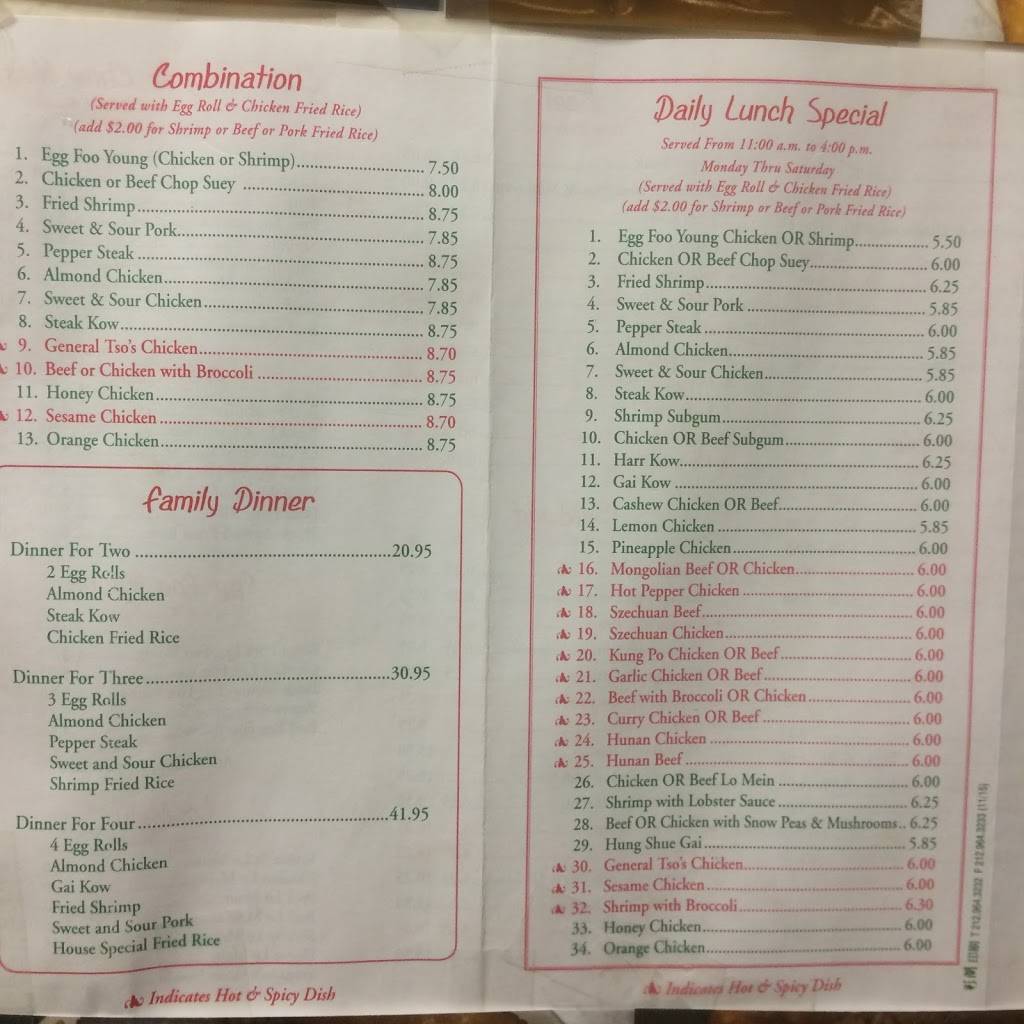 Combination
(Served with Egg Roll & Chicken Fried Rice)
(add $2.00 for Shrimp or Beef or Pork Fried Rice)
1. Egg Foo Young (Chicken or Shrimp) 7.50
2. Chicken or Beef Chop Suey 8.00
3. Fried Shrimp 8.75
4. Sweet & Sour Pork 7.85
5. Pepper Steak 8.75
6. Almond Chicken 7.85
7. Sweet & Sour Chicken 7.85
8. Steak Kow 8.75
9. General Tso's Chicken 8.70
10. Beef or Chicken with Broccoli 8.75
11. Honey Chicken 8.75
12. Sesame Chicken 8.70
13. Orange Chicken 8.75
Family Dinner
Dinner For Two 20.95
2 Egg Rolls
Almond Chicken
Steak Kow
Chicken Fried Rice
Dinner For Three 30.95
3 Egg Rolls
Almond Chicken
Pepper Steak
Sweet and Sour Chicken
Shrimp Fried Rice
Dinner For Four 41.95
4 Egg Rolls
Almond Chicken
Gai Kow
Fried Shrimp
Sweet and Sour Pork
House Special Fried Rice
Indicates Hot & Spicy Dish
Daily Lunch Special
Served From 11:00 a.m. to 4:00 p.m.
Monday Thru Saturday
(Served with Egg Roll & Chicken Fried Rice)
(add $2.00 for Shrimp or Beef or Pork Fried Rice)
1. Egg Foo Young Chicken OR Shrimp 5.50
2. Chicken OR Beef Chop Suey 6.00
3. Fried Shrimp 6.25
4. Sweet & Sour Pork 5.85
5. Pepper Steak 6.00
6. Almond Chicken 5.85
7. Sweet & Sour Chicken 5.85
8. Steak Kow 6.00
9. Shrimp Subgum 6.25
10. Chicken OR Beef Subgum 6.00
11. Harr Kow 6.25
12. Gai Kow 6.00
13. Cashew Chicken OR Beef 6.00
14. Lemon Chicken 5.85
15. Pineapple Chicken 6.00
16. Mongolian Beef OR Chicken 6.00
17. Hot Pepper Chicken 6.00
18. Szechuan Beef 6.00
19. Szechuan Chicken 6.00
20. Kung Po Chicken OR Beef 6.00
21. Garlic Chicken OR Beef 6.00
22. Beef with Broccoli OR Chicken 6.00
23. Curry Chicken OR Beef 6.00
24. Hunan Chicken 6.00
25. Hunan Beef 6.00
26. Chicken OR Beef Lo Mein 6.00
27. Shrimp with Lobster Sauce 6.25
28. Beef OR Chicken with Snow Peas & Mushrooms 6.25
29. Hung Shue Gai 5.85
30. General Tso's Chicken 6.00
31. Sesame Chicken 6.00
32. Shrimp with Broccoli 6.30
33. Honey Chicken 6.00
34. Orange Chicken 6.00
Indicates Hot & Spicy Dish
T 212.964.3232 F 212.964.3233 (11/15)